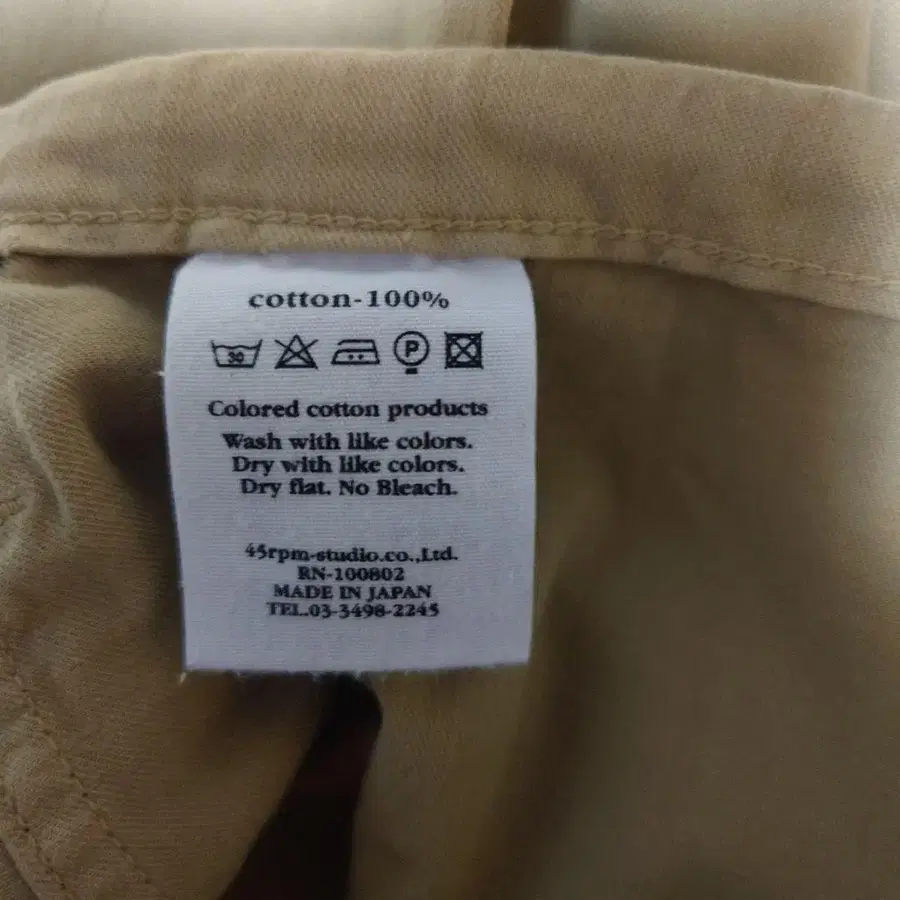 cotton-100%
30 P
Colored cotton products
Wash with like colors.
Dry with like colors.
Dry flat. No Bleach.
45rpm-studio.co.,Ltd.
RN-100802
MADE IN JAPAN
TEL.03-3498-2245